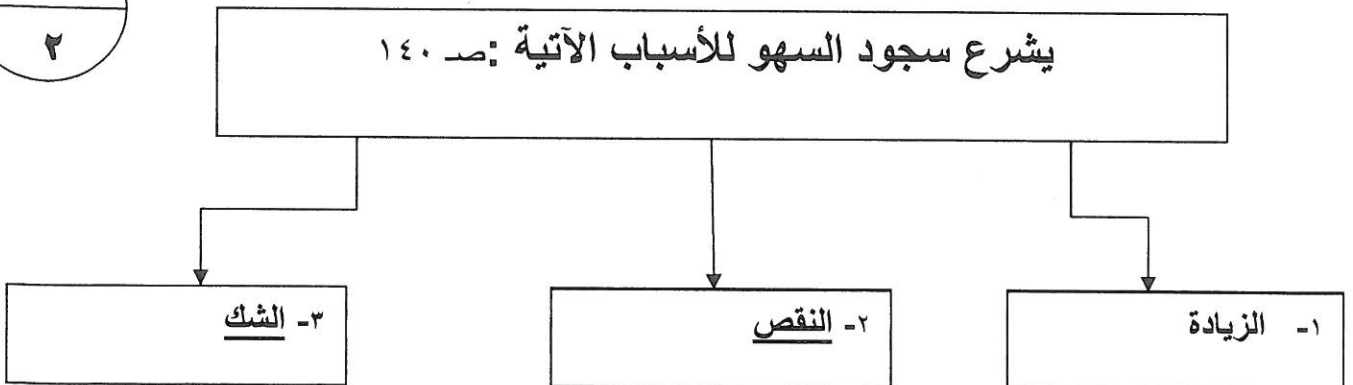 ٢
يشرع سجود السهو للأسباب الآتية :صـ ١٤٠
١- الزيادة
٢- النقص
٣- الشك